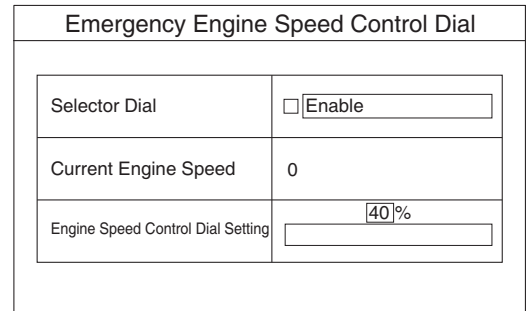 Emergency Engine Speed Control Dial
Selector Dial
Enable
Current Engine Speed
0
Engine Speed Control Dial Setting
40%